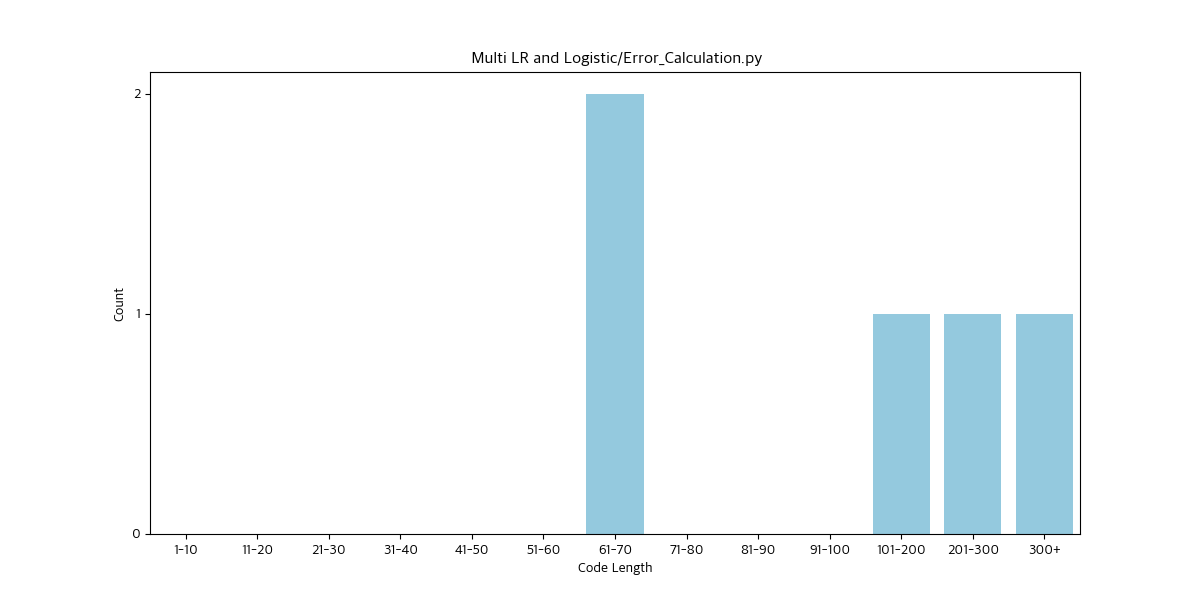 Multi LR and Logistic/Error_Calculation.py
Count
2
1
0
1-10 11-20 21-30 31-40 41-50 51-60 61-70 71-80 81-90 91-100 101-200 201-300 300+
Code Length